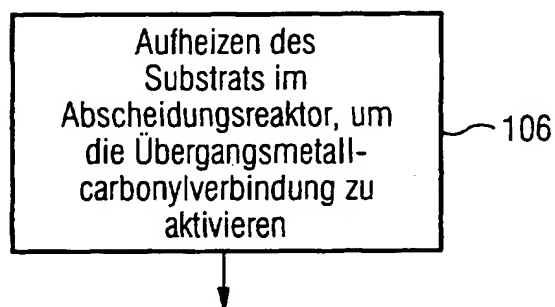 Aufheizen des
Substrats im
Abscheidungsreaktor, um
die Übergangsmetall-
carbonylverbindung zu
aktivieren
106